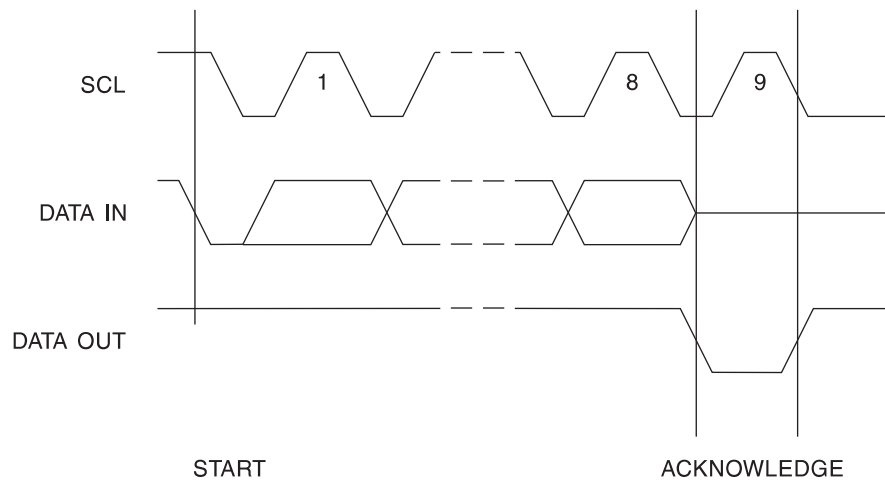 SCL
1
8
9
DATA IN
DATA OUT
START
ACKNOWLEDGE